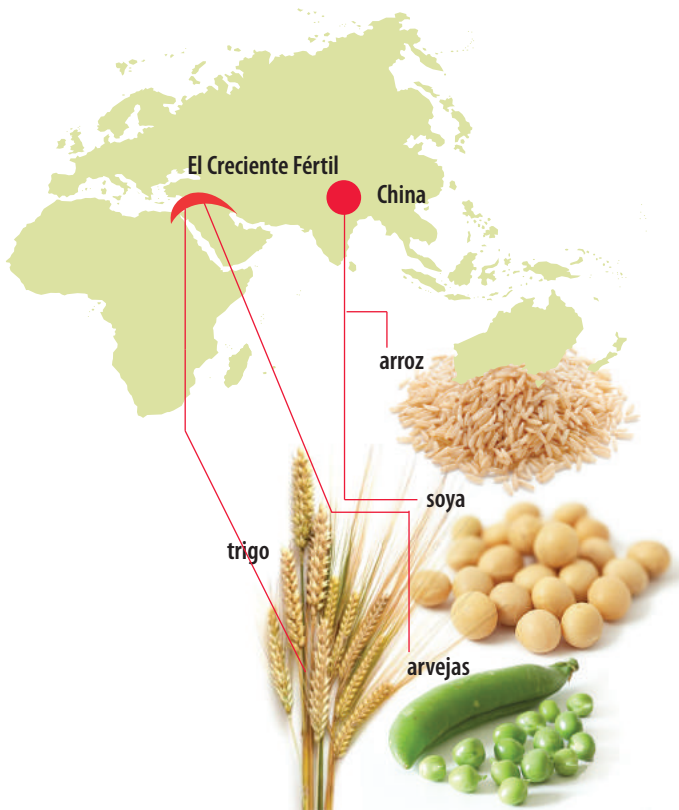 El Creciente Fértil
China
arroz
soya
trigo
arvejas